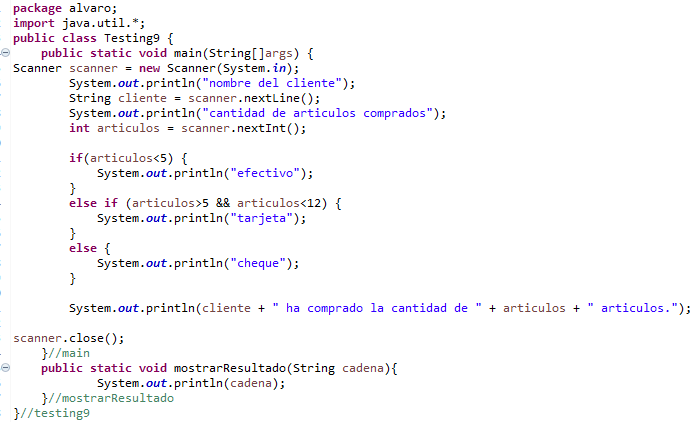 package alvaro;
import java.util.*;
public class Testing9 {
    public static void main(String[]args) {
Scanner scanner = new Scanner(System.in);
        System.out.println("nombre del cliente");
        String cliente = scanner.nextLine();
        System.out.println("cantidad de articulos comprados");
        int articulos = scanner.nextInt();

        if(articulos<5) {
            System.out.println("efectivo");
        }
        else if (articulos>5 && articulos<12) {
            System.out.println("tarjeta");
        }
        else {
            System.out.println("cheque");
        }

        System.out.println(cliente + " ha comprado la cantidad de " + articulos + " articulos.");

scanner.close();
    }//main
    public static void mostrarResultado(String cadena){
            System.out.println(cadena);
    }//mostrarResultado
}//testing9